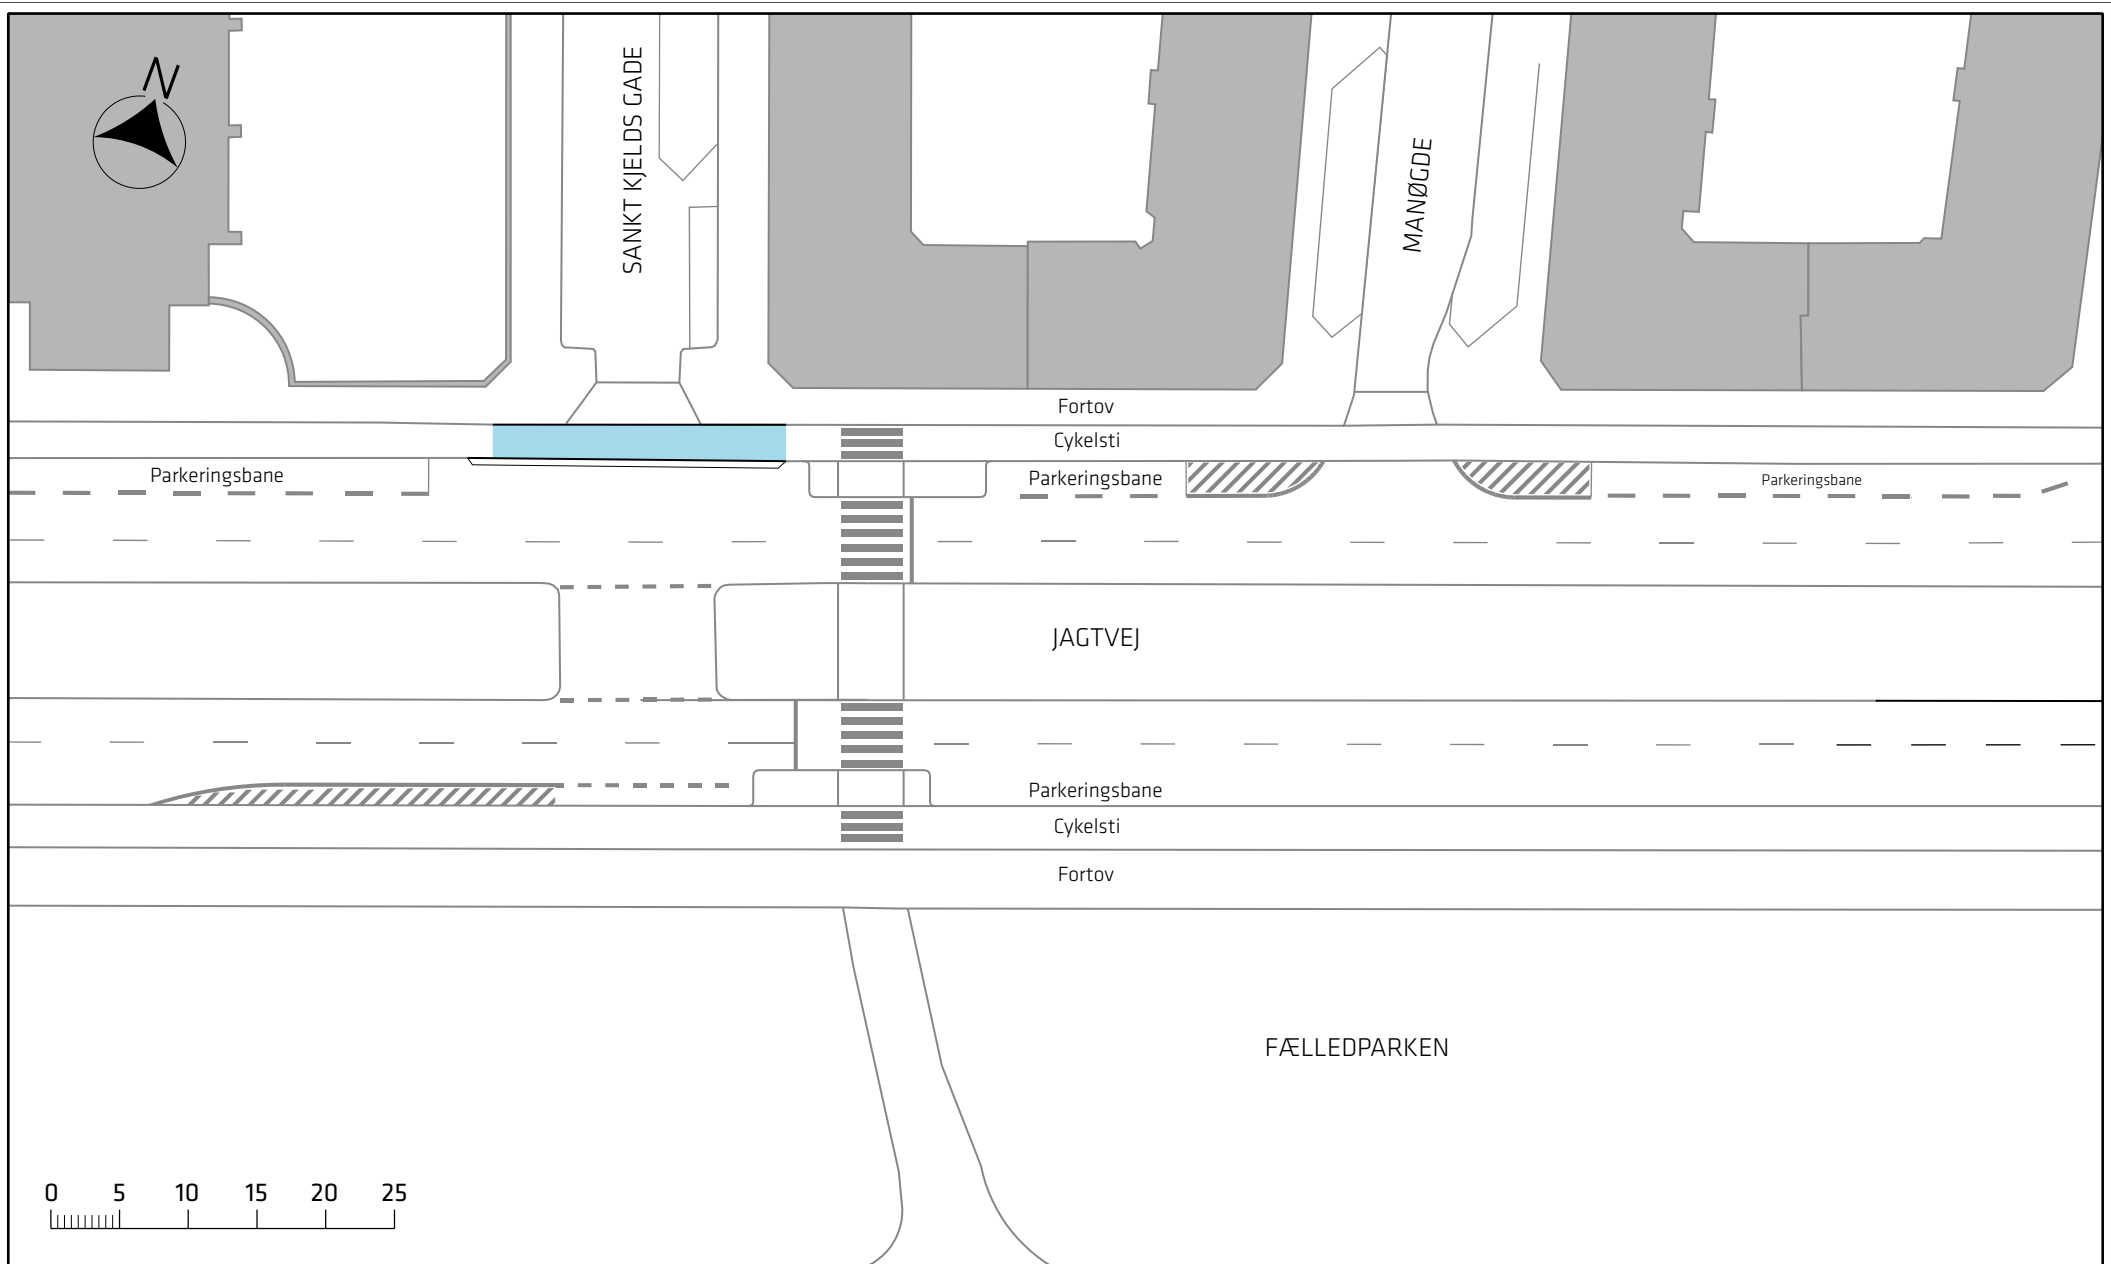 N
SANKT KJELDS GADE
MANØGDE
Fortov
Cykelsti
Parkeringsbane
Parkeringsbane
Parkeringsbane
JAGTVEJ
Parkeringsbane
Cykelsti
Fortov
FÆLLEDPARKEN
0 5 10 15 20 25